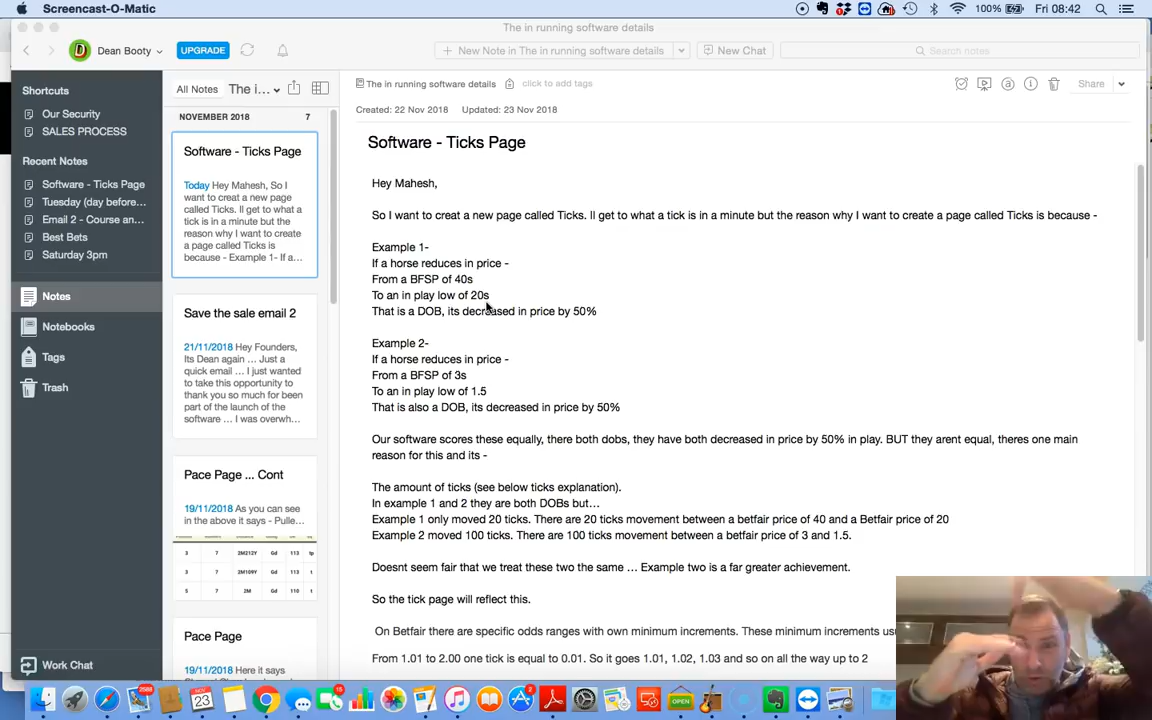 Screencast-O-Matic
100%
Fri 08:42
The in running software details
Dean Booty
UPGRADE
New Note in The in running software details
New Chat
Search notes
Shortcuts
Our Security
SALES PROCESS
Recent Notes
Software - Ticks Page
Tuesday (day before...
Email 2 - Course an...
Best Bets
Saturday 3pm
Notes
Notebooks
Tags
Trash
Work Chat
All Notes
The i...
NOVEMBER 2018
7
Software - Ticks Page
Today Hey Mahesh, So I
want to creat a new page
called Ticks. Il get to what a
tick is in a minute but the
reason why I want to create
a page called Ticks is
because - Example 1- If a...
Save the sale email 2
21/11/2018 Hey Founders,
Its Dean again ... Just a
quick email ... I just wanted
to take this opportunity to
thank you so much for been
part of the launch of the
software ... I was overwh...
Pace Page ... Cont
19/11/2018 As you can see
in the above it says - Pulle...
3 7 2M212Y Gd 113
3 7 2M109Y Gd 113
5 7 2M Gd 110
Pace Page
19/11/2018 Here it says
The in running software details
click to add tags
Share
Created: 22 Nov 2018
Updated: 23 Nov 2018
Software - Ticks Page
Hey Mahesh,
So I want to creat a new page called Ticks. Il get to what a tick is in a minute but the reason why I want to create a page called Ticks is because -
Example 1-
If a horse reduces in price -
From a BFSP of 40s
To an in play low of 20s
That is a DOB, its decreased in price by 50%
Example 2-
If a horse reduces in price -
From a BFSP of 3s
To an in play low of 1.5
That is also a DOB, its decreased in price by 50%
Our software scores these equally, there both dobs, they have both decreased in price by 50% in play. BUT they arent equal, theres one main
reason for this and its -
The amount of ticks (see below ticks explanation).
In example 1 and 2 they are both DOBs but...
Example 1 only moved 20 ticks. There are 20 ticks movement between a betfair price of 40 and a Betfair price of 20
Example 2 moved 100 ticks. There are 100 ticks movement between a betfair price of 3 and 1.5.
Doesnt seem fair that we treat these two the same ... Example two is a far greater achievement.
So the tick page will reflect this.
On Betfair there are specific odds ranges with own minimum increments. These minimum increments
From 1.01 to 2.00 one tick is equal to 0.01. So it goes 1.01, 1.02, 1.03 and so on all the way up to 2